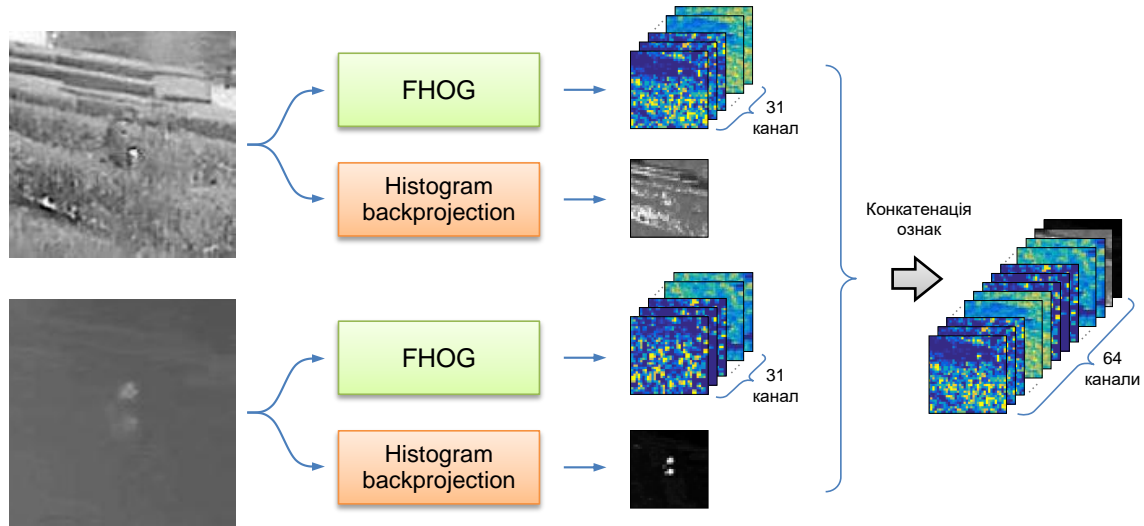 FHOG
31
канал
Histogram
backprojection
Конкатенація
ознак
FHOG
31
канал
64
канали
Histogram
backprojection